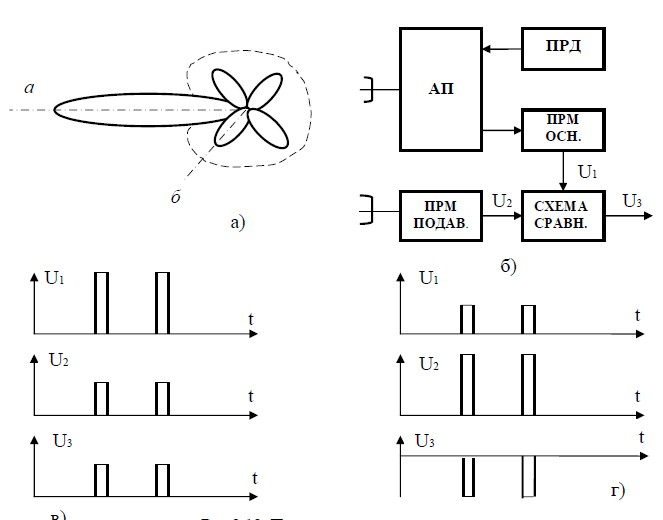 а
б
а)
АП
ПРД
ПРМ
ОСН.
U1
ПРМ
ПОДАВ.
U2
СХЕМА
СРАВН.
U3
б)
U1
t
U2
t
U3
t
в)
U1
t
U2
t
U3
t
г)